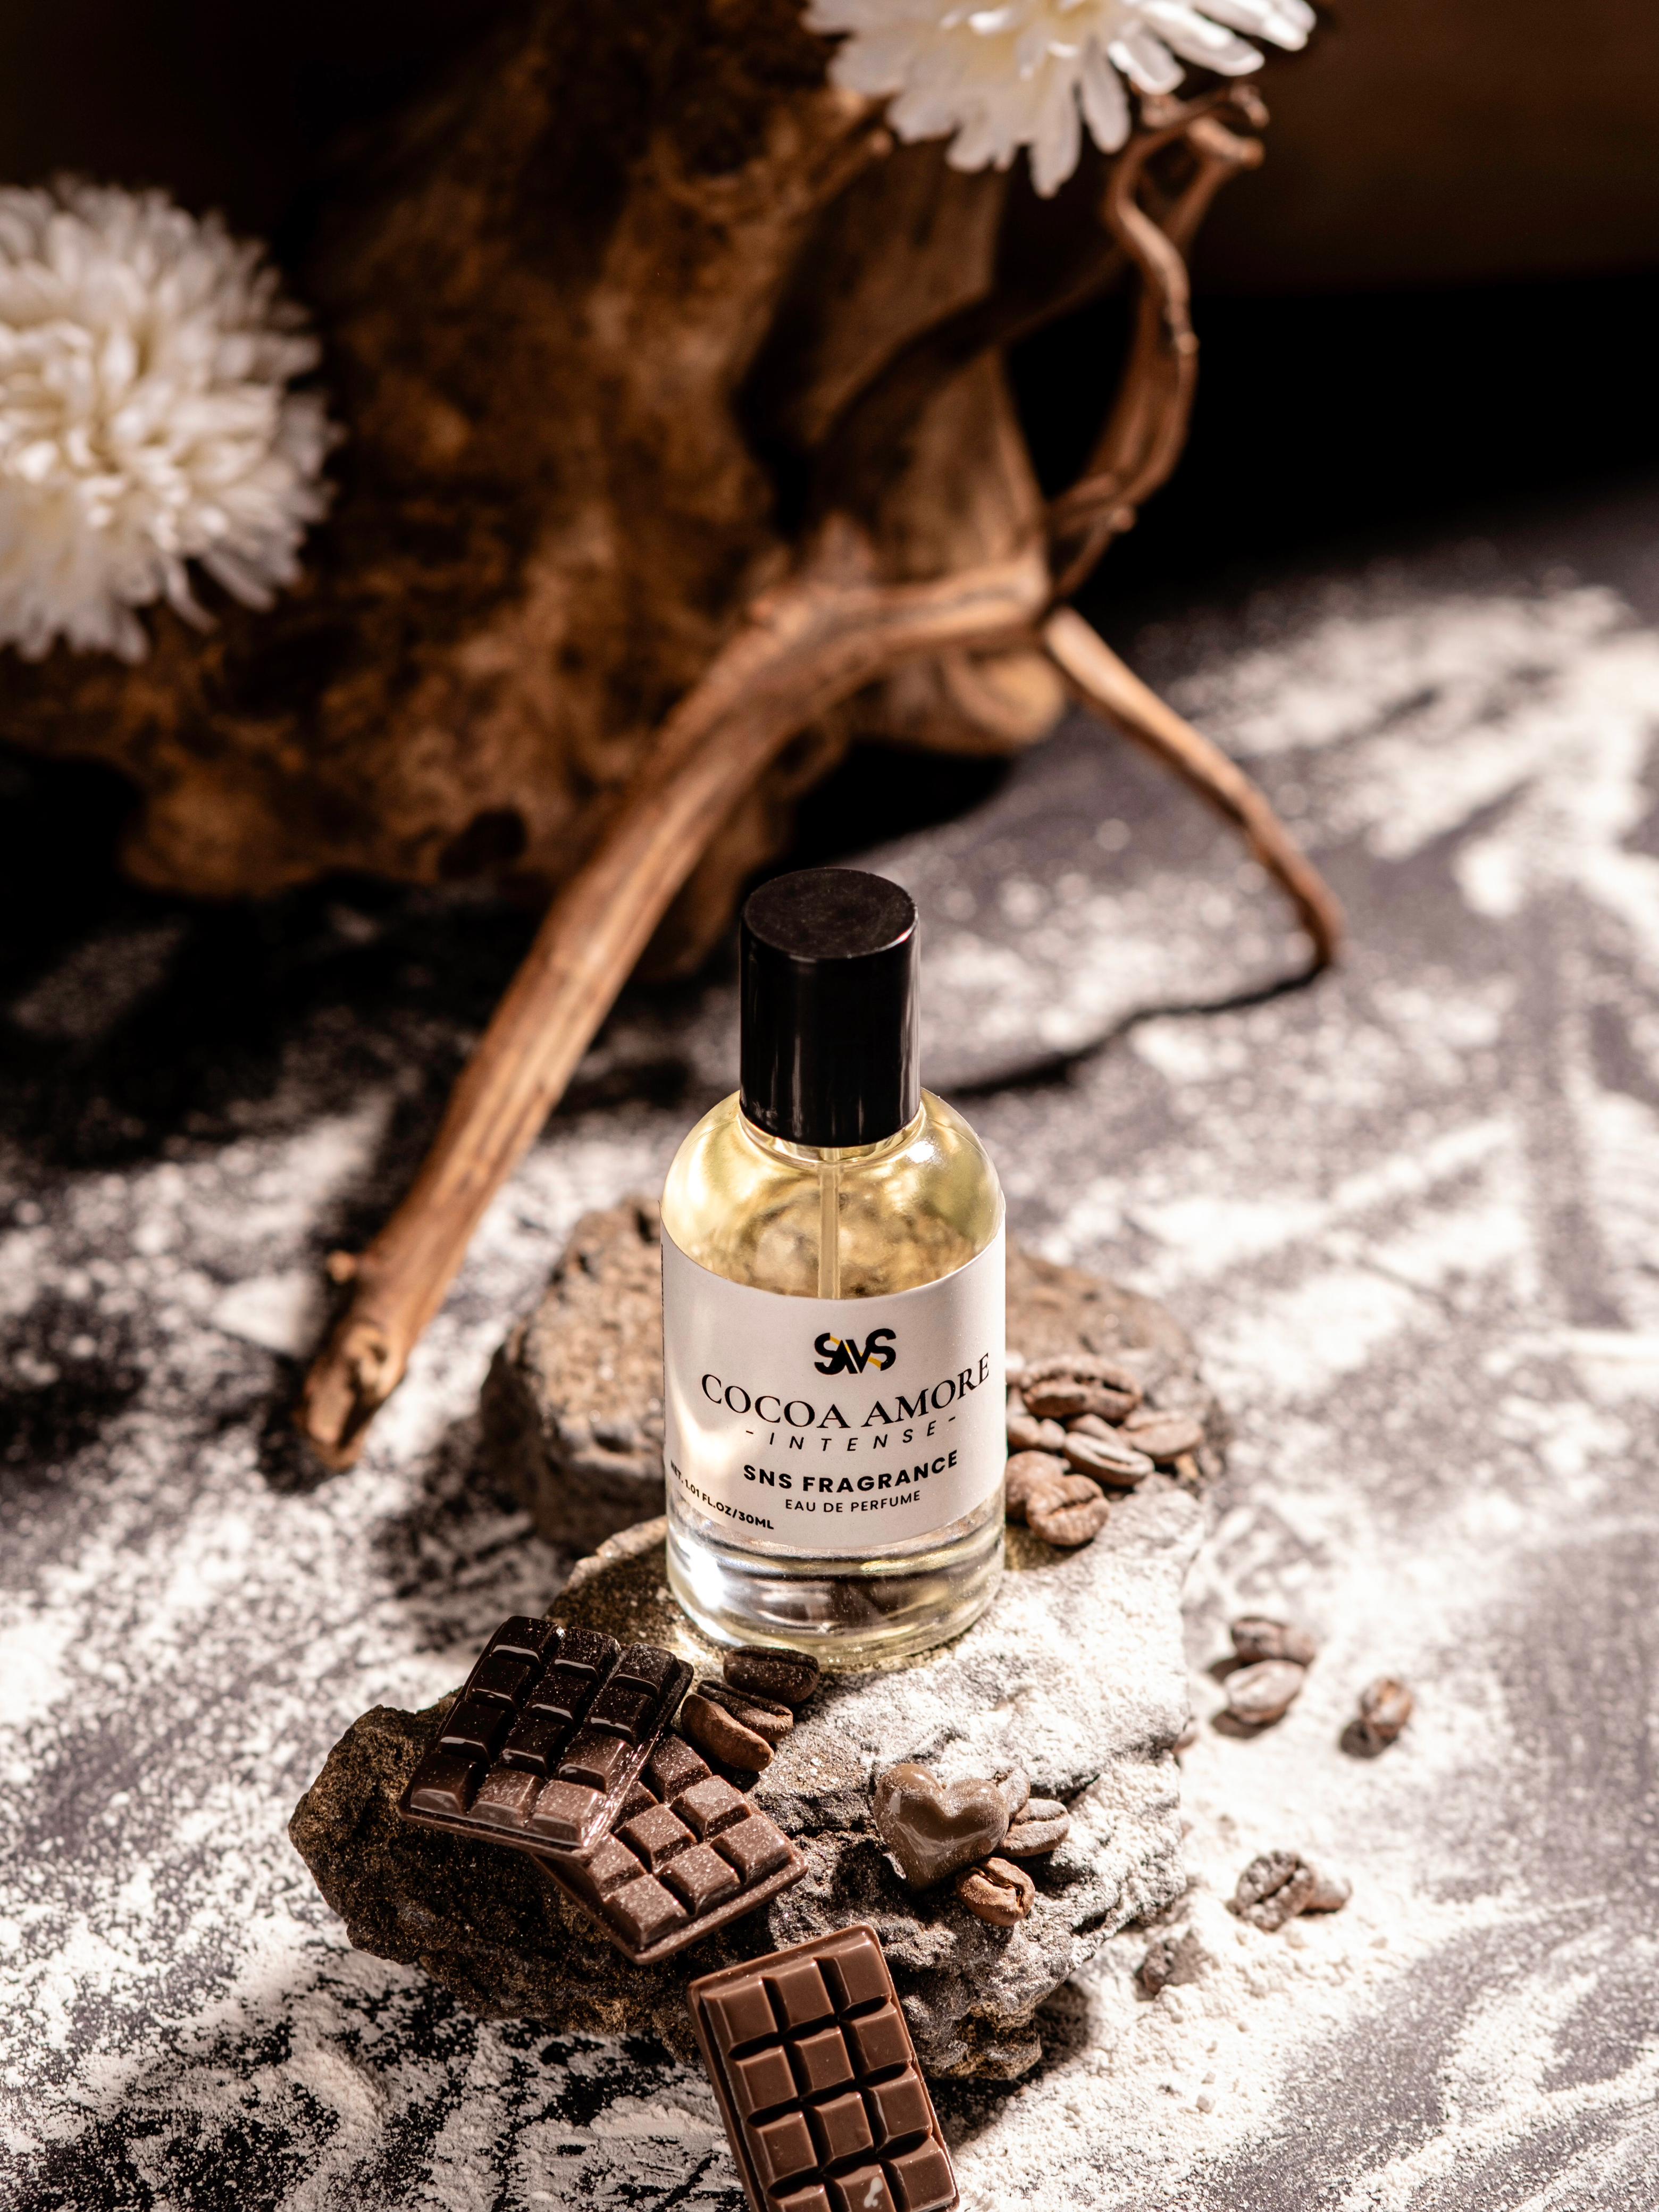 SNS
COCOA AMORE
- INTENSE -
SNS FRAGRANCE
EAU DE PERFUME
NET. 1.01 FL.OZ/30ML